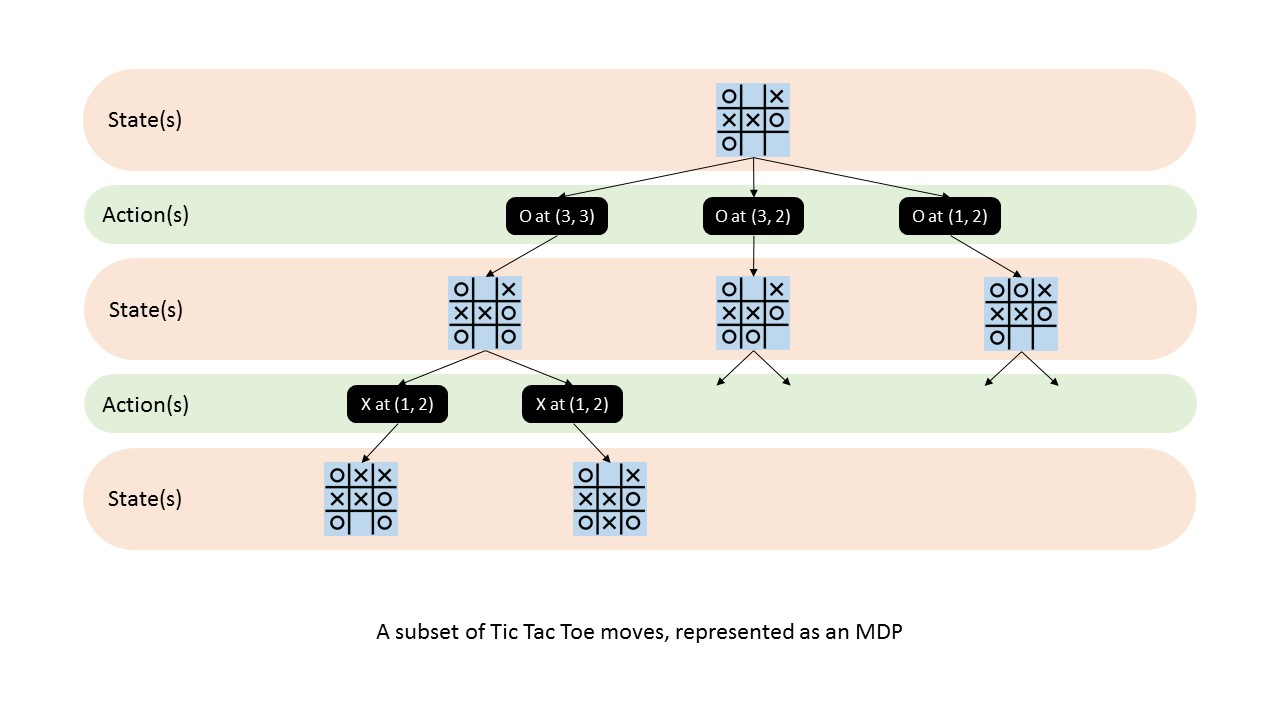 State(s)
O X
X X O
O
Action(s)
O at (3, 3)
O at (3, 2)
O at (1, 2)
State(s)
O X
X X O
O O
O X
X X O
O O
O O X
X X O
O
Action(s)
X at (1, 2)
X at (1, 2)
State(s)
O X X
X X O
O O
O X
X X O
O X O
A subset of Tic Tac Toe moves, represented as an MDP